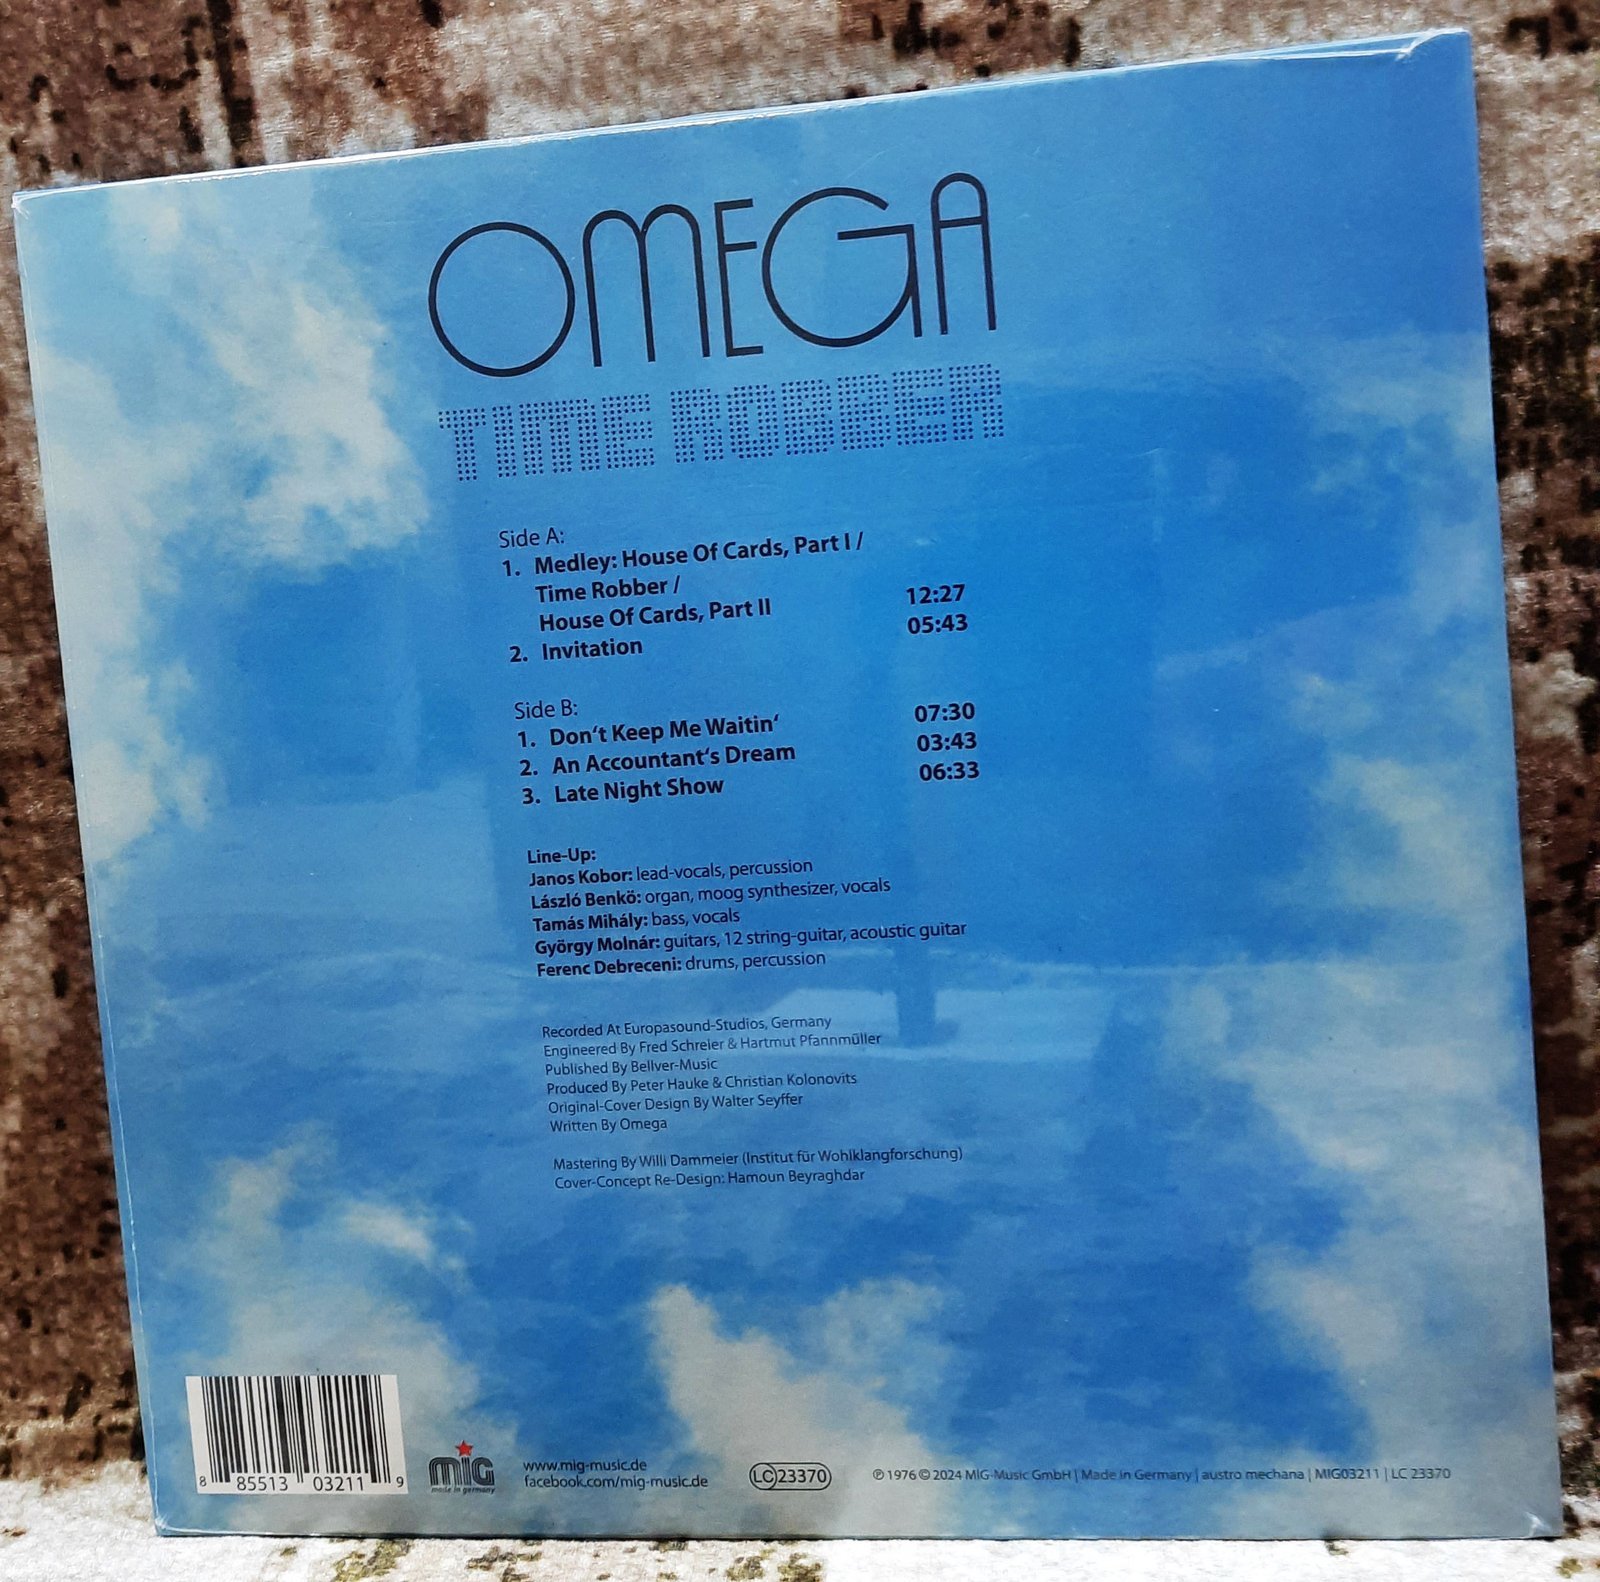 OMEGA
TIME ROBBER
Side A:
1. Medley: House Of Cards, Part I /
Time Robber /
House Of Cards, Part II 12:27
2. Invitation 05:43
Side B:
1. Don‘t Keep Me Waitin‘ 07:30
2. An Accountant‘s Dream 03:43
3. Late Night Show 06:33
Line-Up:
Janos Kobor: lead-vocals, percussion
László Benkö: organ, moog synthesizer, vocals
Tamás Mihály: bass, vocals
György Molnár: guitars, 12 string-guitar, acoustic guitar
Ferenc Debreceni: drums, percussion
Recorded At Europasound-Studios, Germany
Engineered By Fred Schreier & Hartmut Pfannmüller
Published By Bellver-Music
Produced By Peter Hauke & Christian Kolonovits
Original-Cover Design By Walter Seyffer
Written By Omega
Mastering By Willi Dammeier (Institut für Wohlklangforschung)
Cover-Concept Re-Design: Hamoun Beyraghdar
8 85513 03211 9
MIG
made in germany
www.mig-music.de
facebook.com/mig-music.de
LC 23370
℗ 1976 © 2024 MIG-Music GmbH | Made in Germany | austro mechana | MIG03211 | LC 23370